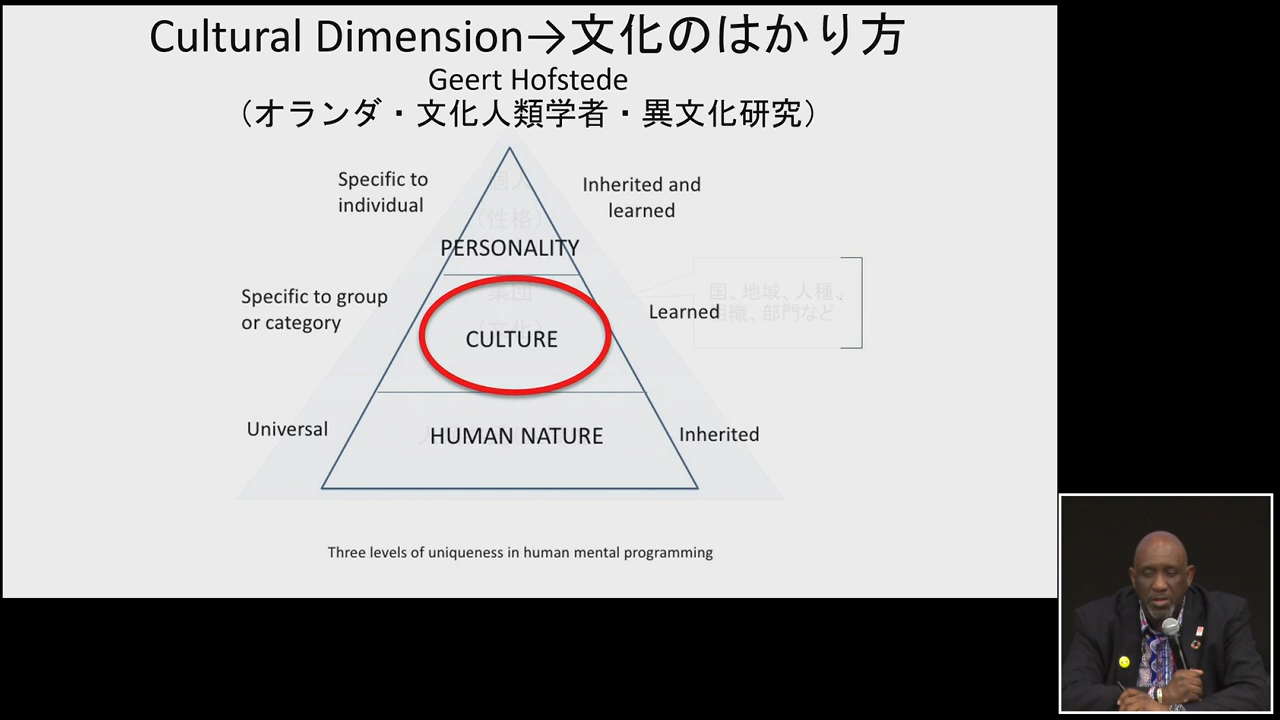 Cultural Dimension→文化のはかり方
Geert Hofstede
（オランダ・文化人類学者・異文化研究）
Specific to
individual
Inherited and
learned
個人
（性格）
PERSONALITY
Specific to group
or category
集団
国、地域、人種、
組織、部門など
Learned
CULTURE
Universal
HUMAN NATURE
Inherited
Three levels of uniqueness in human mental programming